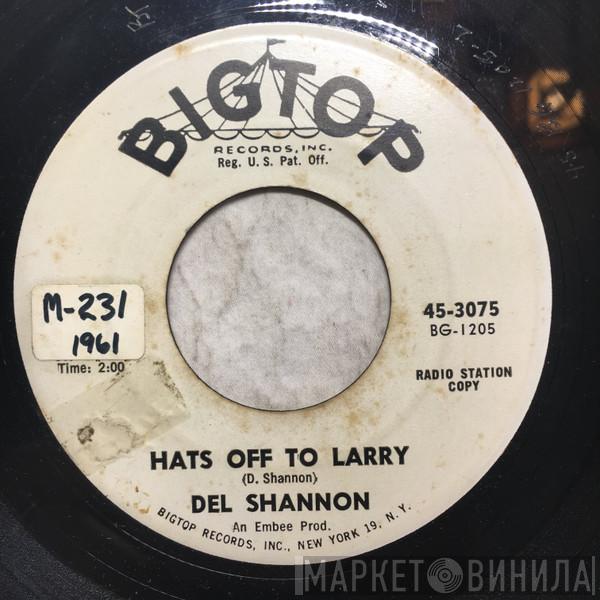 BIGTOP
RECORDS, INC.
Reg. U.S. Pat. Off.
M-231
1961
Time: 2:00
45-3075
BG-1205
RADIO STATION
COPY
HATS OFF TO LARRY
(D. Shannon)
DEL SHANNON
An Embee Prod.
BIGTOP RECORDS, INC., NEW YORK 19, N.Y.
МАРКЕТ ВИНИЛА